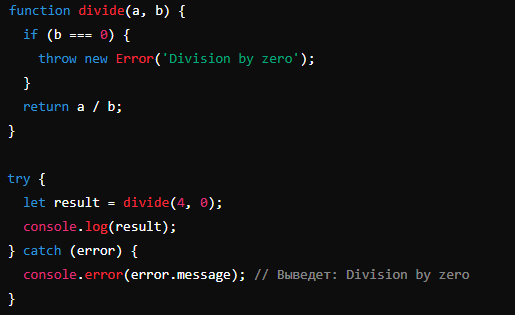 function divide(a, b) {
  if (b === 0) {
    throw new Error('Division by zero');
  }
  return a / b;
}

try {
  let result = divide(4, 0);
  console.log(result);
} catch (error) {
  console.error(error.message); // Выведет: Division by zero
}